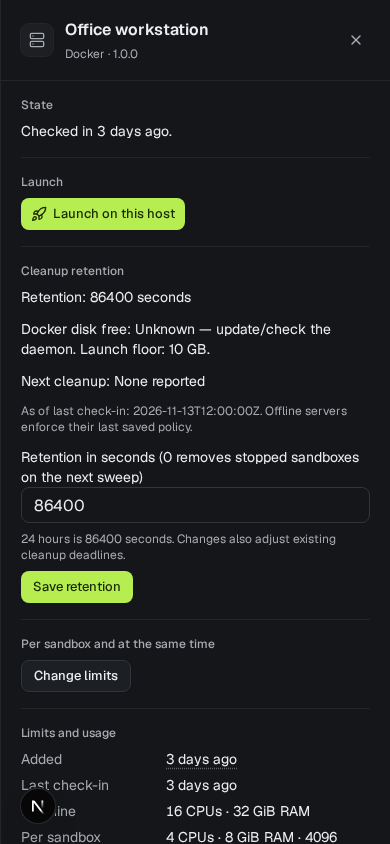 Office workstation
Docker · 1.0.0
State
Checked in 3 days ago.
Launch
Launch on this host
Cleanup retention
Retention: 86400 seconds
Docker disk free: Unknown — update/check the
daemon. Launch floor: 10 GB.
Next cleanup: None reported
As of last check-in: 2026-11-13T12:00:00Z. Offline servers
enforce their last saved policy.
Retention in seconds (0 removes stopped sandboxes
on the next sweep)
86400
24 hours is 86400 seconds. Changes also adjust existing
cleanup deadlines.
Save retention
Per sandbox and at the same time
Change limits
Limits and usage
Added 3 days ago
Last check-in 3 days ago
N 16 CPUs · 32 GiB RAM
Per sandbox 4 CPUs · 8 GiB RAM · 4096